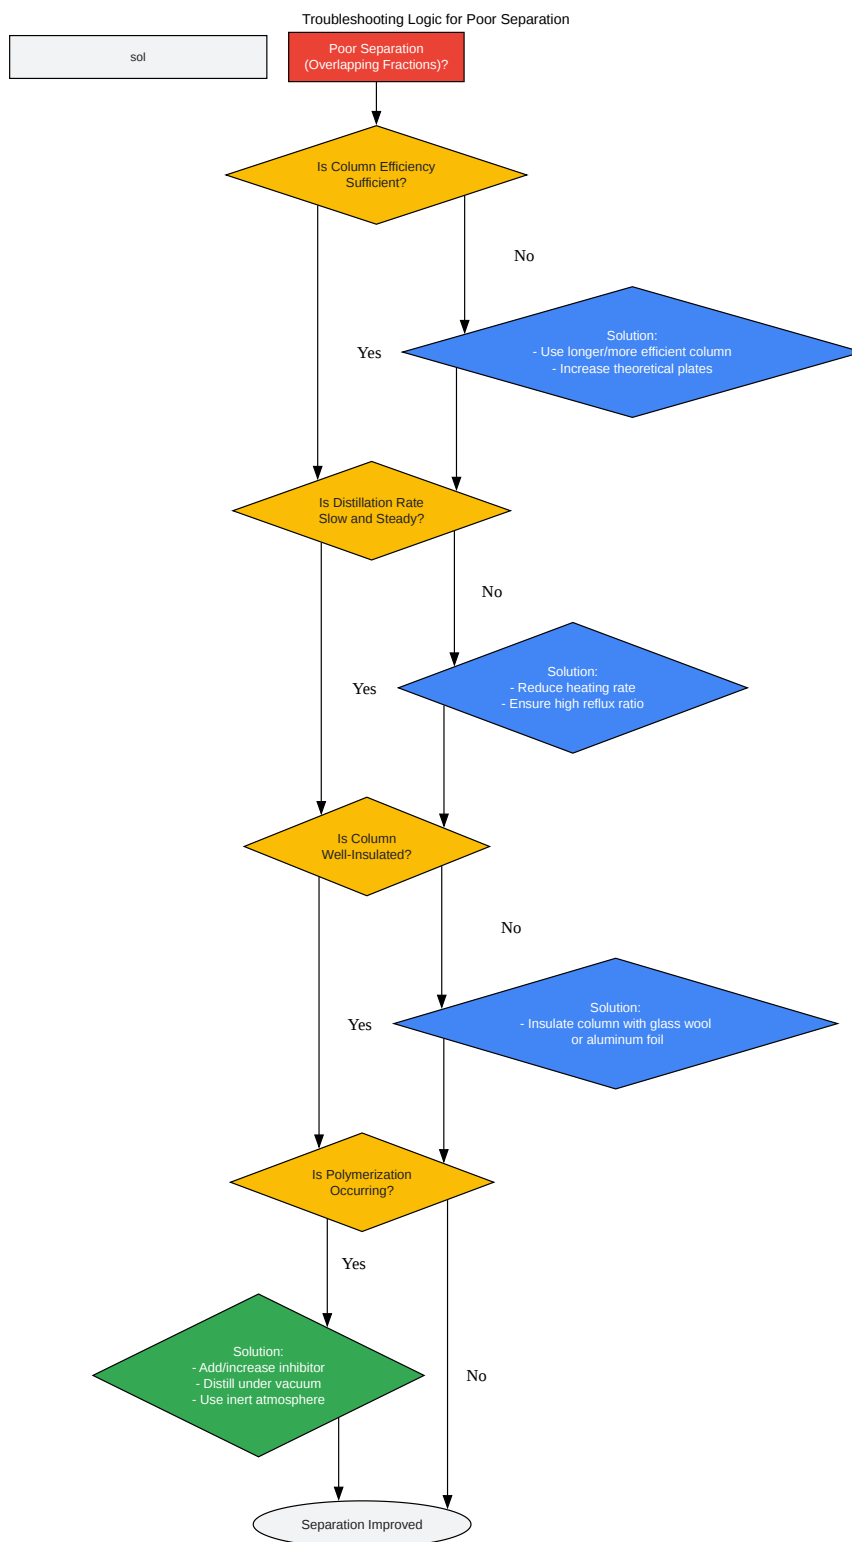 Troubleshooting Logic for Poor Separation
sol
Poor Separation
(Overlapping Fractions)?
Is Column Efficiency
Sufficient?
No
Solution:
- Use longer/more efficient column
- Increase theoretical plates
Yes
Is Distillation Rate
Slow and Steady?
No
Solution:
- Reduce heating rate
- Ensure high reflux ratio
Yes
Is Column
Well-Insulated?
No
Solution:
- Insulate column with glass wool
or aluminum foil
Yes
Is Polymerization
Occurring?
Yes
Solution:
- Add/increase inhibitor
- Distill under vacuum
- Use inert atmosphere
No
Separation Improved